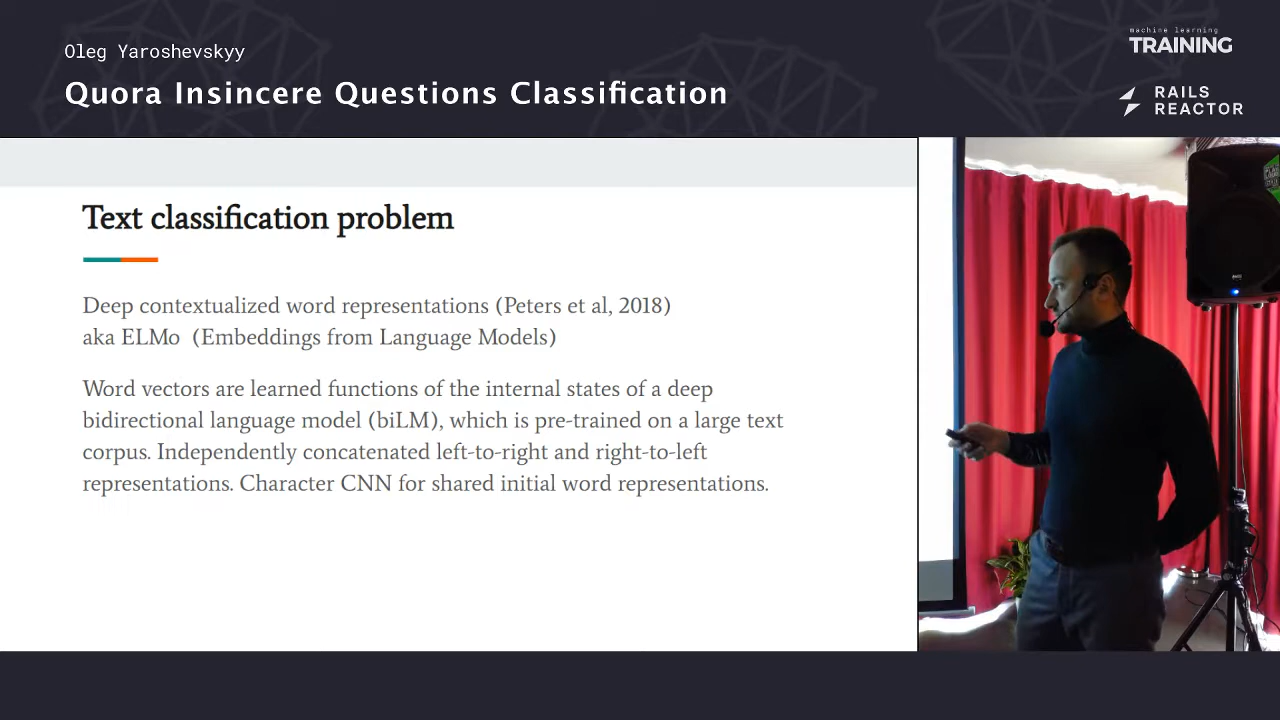 Oleg Yaroshevskyy
Quora Insincere Questions Classification
machine learning
TRAINING
RAILS
REACTOR
Text classification problem
Deep contextualized word representations (Peters et al, 2018)
aka ELMo (Embeddings from Language Models)
Word vectors are learned functions of the internal states of a deep
bidirectional language model (biLM), which is pre-trained on a large text
corpus. Independently concatenated left-to-right and right-to-left
representations. Character CNN for shared initial word representations.